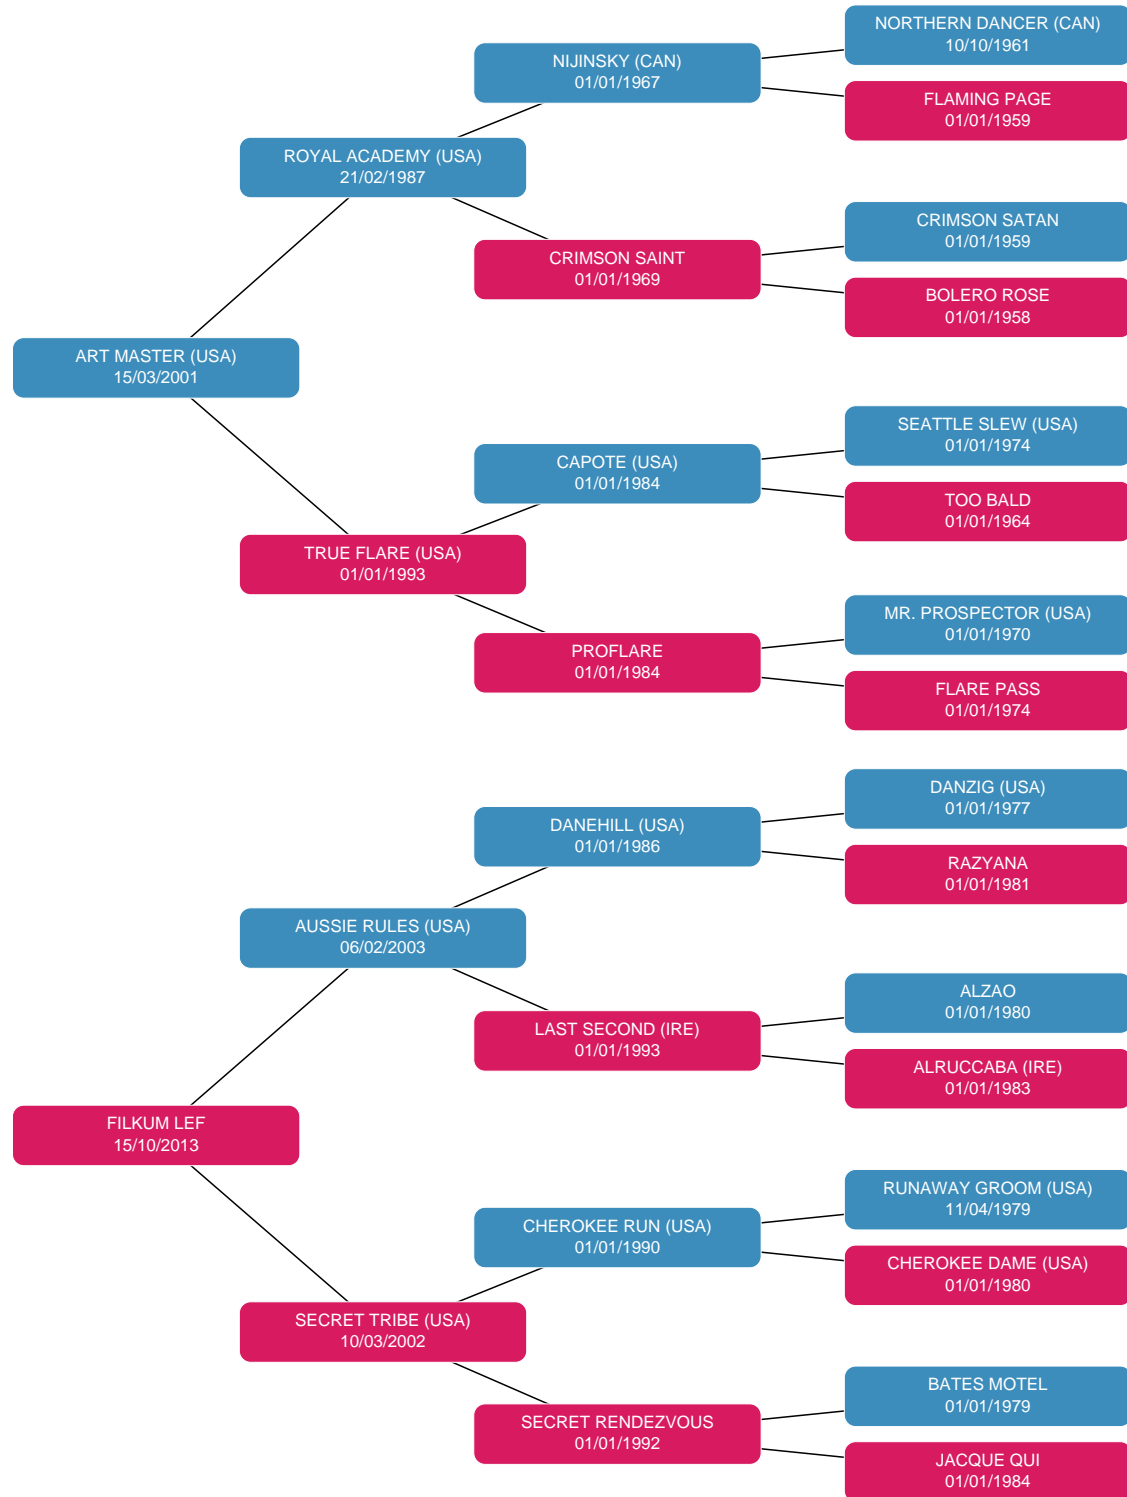 NORTHERN DANCER (CAN)
10/10/1961
NIJINSKY (CAN)
01/01/1967
FLAMING PAGE
01/01/1959
ROYAL ACADEMY (USA)
21/02/1987
CRIMSON SATAN
01/01/1959
CRIMSON SAINT
01/01/1969
BOLERO ROSE
01/01/1958
ART MASTER (USA)
15/03/2001
SEATTLE SLEW (USA)
01/01/1974
CAPOTE (USA)
01/01/1984
TOO BALD
01/01/1964
TRUE FLARE (USA)
01/01/1993
MR. PROSPECTOR (USA)
01/01/1970
PROFLARE
01/01/1984
FLARE PASS
01/01/1974
DANZIG (USA)
01/01/1977
DANEHILL (USA)
01/01/1986
RAZYANA
01/01/1981
AUSSIE RULES (USA)
06/02/2003
ALZAO
01/01/1980
LAST SECOND (IRE)
01/01/1993
ALRUCCABA (IRE)
01/01/1983
FILKUM LEF
15/10/2013
RUNAWAY GROOM (USA)
11/04/1979
CHEROKEE RUN (USA)
01/01/1990
CHEROKEE DAME (USA)
01/01/1980
SECRET TRIBE (USA)
10/03/2002
BATES MOTEL
01/01/1979
SECRET RENDEZVOUS
01/01/1992
JACQUE QUI
01/01/1984